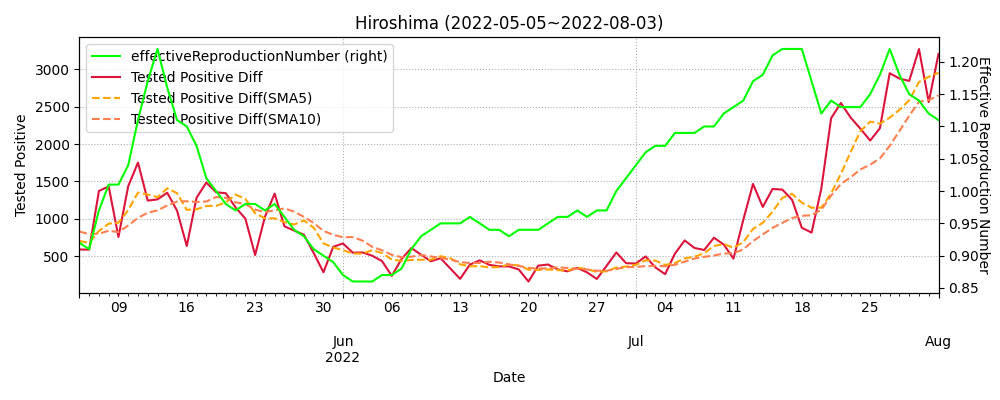 Hiroshima (2022-05-05~2022-08-03)
effectiveReproductionNumber (right)
Tested Positive Diff
Tested Positive Diff(SMA5)
Tested Positive Diff(SMA10)
Tested Positive
3000
2500
2000
1500
1000
500
1.20
1.15
1.10
1.05
1.00
0.95
0.90
0.85
Effective Reproduction Number
09 16 23 30 06 13 20 27 04 11 18 25
Jun Jul Aug
2022
Date